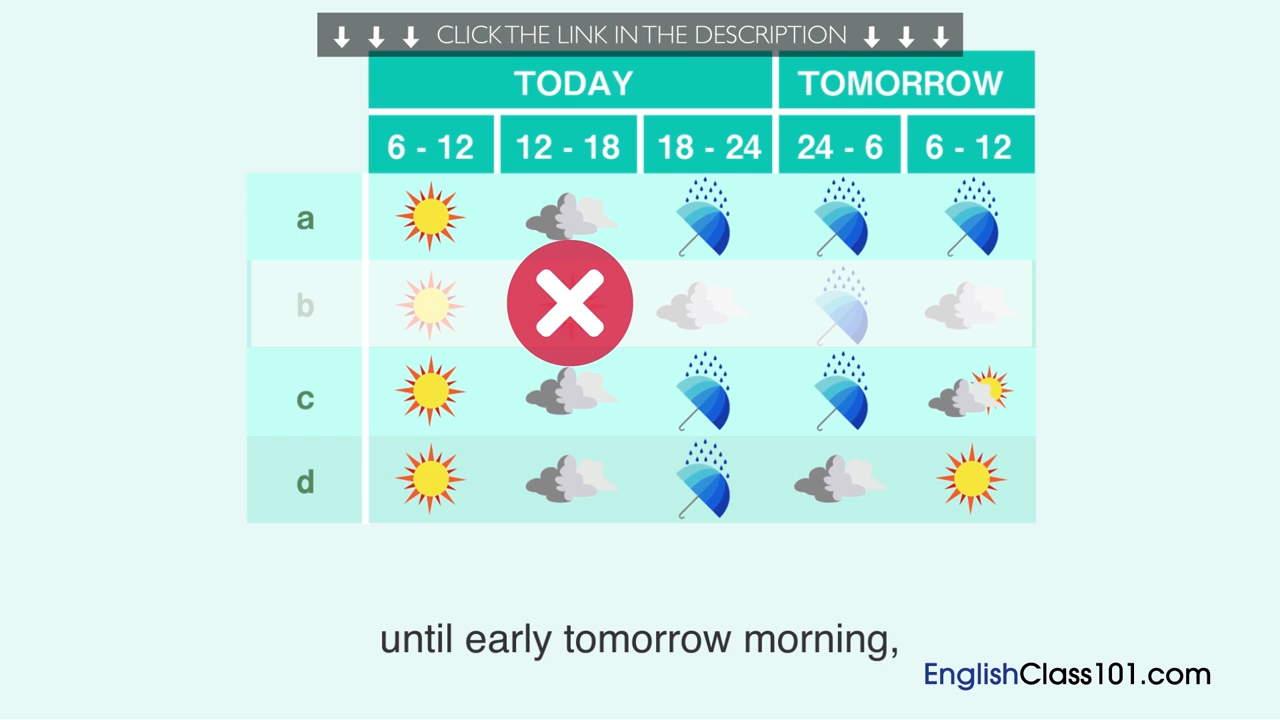 CLICK THE LINK IN THE DESCRIPTION
TODAY TOMORROW
6 - 12 12 - 18 18 - 24 24 - 6 6 - 12
a
b
c
d
until early tomorrow morning,
EnglishClass101.com